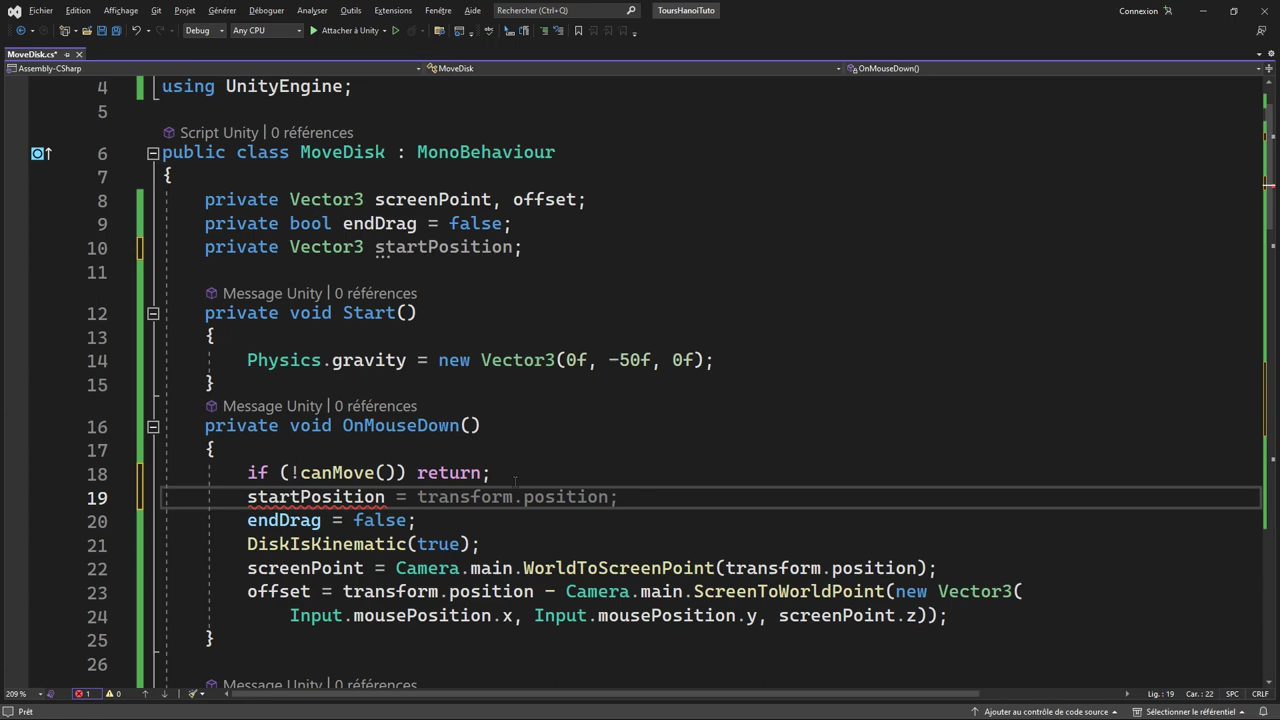 Fichier Edition Affichage Git Projet Générer Déboguer Analyser Outils Extensions Fenêtre Aide Rechercher (Ctrl+Q) ToursHanoiTuto Connexion
Debug Any CPU Attacher à Unity
MoveDisk.cs*
Assembly-CSharp MoveDisk OnMouseDown()
4 using UnityEngine;
5
Script Unity | 0 références
6 public class MoveDisk : MonoBehaviour
7 {
8 private Vector3 screenPoint, offset;
9 private bool endDrag = false;
10 private Vector3 startPosition;
11
Message Unity | 0 références
12 private void Start()
13 {
14 Physics.gravity = new Vector3(0f, -50f, 0f);
15 }
Message Unity | 0 références
16 private void OnMouseDown()
17 {
18 if (!canMove()) return;
19 startPosition = transform.position;
20 endDrag = false;
21 DiskIsKinematic(true);
22 screenPoint = Camera.main.WorldToScreenPoint(transform.position);
23 offset = transform.position - Camera.main.ScreenToWorldPoint(new Vector3(
24 Input.mousePosition.x, Input.mousePosition.y, screenPoint.z));
25 }
26
Message Unity | 0 références
209 % 1 0 Lig. : 19 Car. : 22 SPC CRLF
Prêt Ajouter au contrôle de code source Sélectionner le référentiel